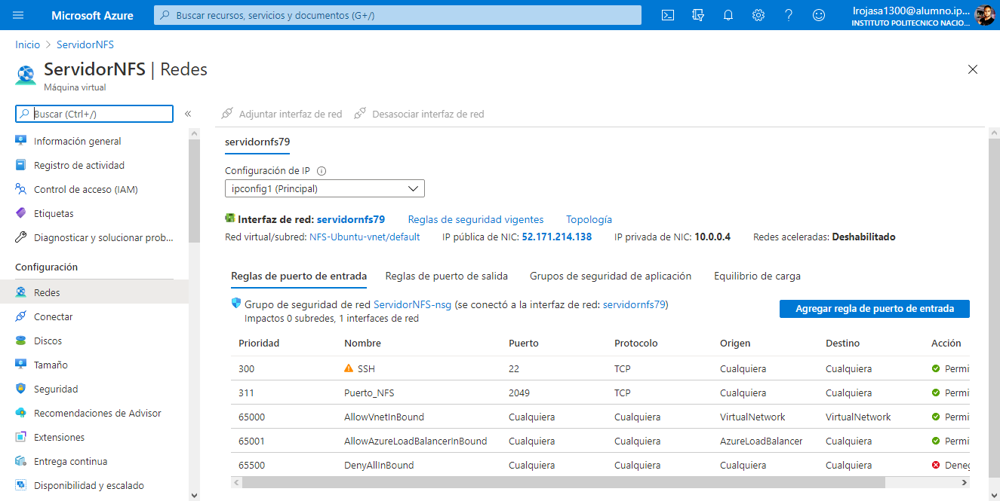 Microsoft Azure
Buscar recursos, servicios y documentos (G+/)
lrojasa1300@alumno.ip...
INSTITUTO POLITECNICO NACIO...
Inicio > ServidorNFS
ServidorNFS | Redes
Máquina virtual
Buscar (Ctrl+/)
«
Información general
Registro de actividad
Control de acceso (IAM)
Etiquetas
Diagnosticar y solucionar prob...
Configuración
Redes
Conectar
Discos
Tamaño
Seguridad
Recomendaciones de Advisor
Extensiones
Entrega continua
Disponibilidad y escalado
Adjuntar interfaz de red Desasociar interfaz de red
servidornfs79
Configuración de IP
ipconfig1 (Principal)
Interfaz de red: servidornfs79 Reglas de seguridad vigentes Topología
Red virtual/subred: NFS-Ubuntu-vnet/default IP pública de NIC: 52.171.214.138 IP privada de NIC: 10.0.0.4 Redes aceleradas: Deshabilitado
Reglas de puerto de entrada Reglas de puerto de salida Grupos de seguridad de aplicación Equilibrio de carga
Grupo de seguridad de red ServidorNFS-nsg (se conectó a la interfaz de red: servidornfs79)
Impactos 0 subredes, 1 interfaces de red
Agregar regla de puerto de entrada
Prioridad Nombre Puerto Protocolo Origen Destino Acción
300 SSH 22 TCP Cualquiera Cualquiera Permi
311 Puerto_NFS 2049 TCP Cualquiera Cualquiera Permi
65000 AllowVnetInBound Cualquiera Cualquiera VirtualNetwork VirtualNetwork Permi
65001 AllowAzureLoadBalancerInBound Cualquiera Cualquiera AzureLoadBalancer Cualquiera Permi
65500 DenyAllInBound Cualquiera Cualquiera Cualquiera Cualquiera Deneg